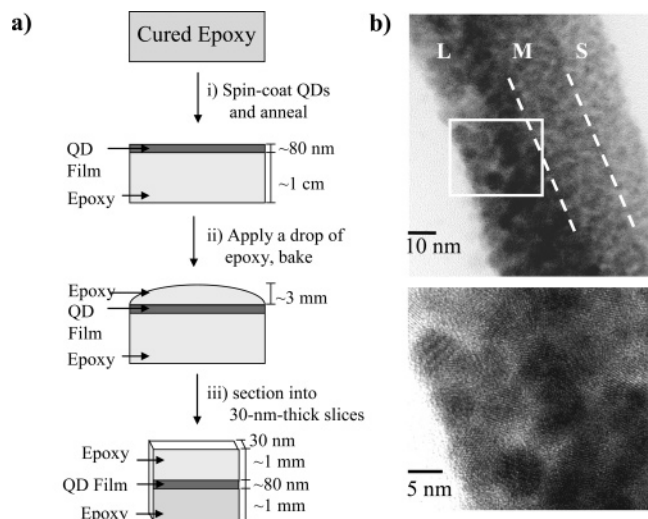 a)
Cured Epoxy
i) Spin-coat QDs
and anneal
QD
Film
Epoxy
~80 nm
~1 cm
ii) Apply a drop of
epoxy, bake
Epoxy
QD
Film
Epoxy
~3 mm
iii) section into
30-nm-thick slices
30 nm
Epoxy
~1 mm
QD Film
~80 nm
Epoxy
~1 mm
b)
L M S
10 nm
5 nm